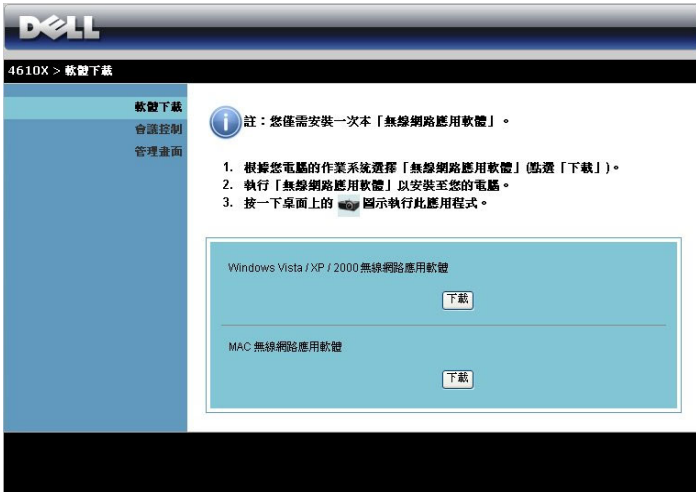 DELL
4610X > 軟體下載
軟體下載
會議控制
管理畫面
註：您僅需安裝一次本「無線網路應用軟體」。
1. 根據您電腦的作業系統選擇「無線網路應用軟體」(點選「下載」)。
2. 執行「無線網路應用軟體」以安裝至您的電腦。
3. 按一下桌面上的 圖示執行此應用程式。
Windows Vista / XP / 2000 無線網路應用軟體
下載
MAC 無線網路應用軟體
下載